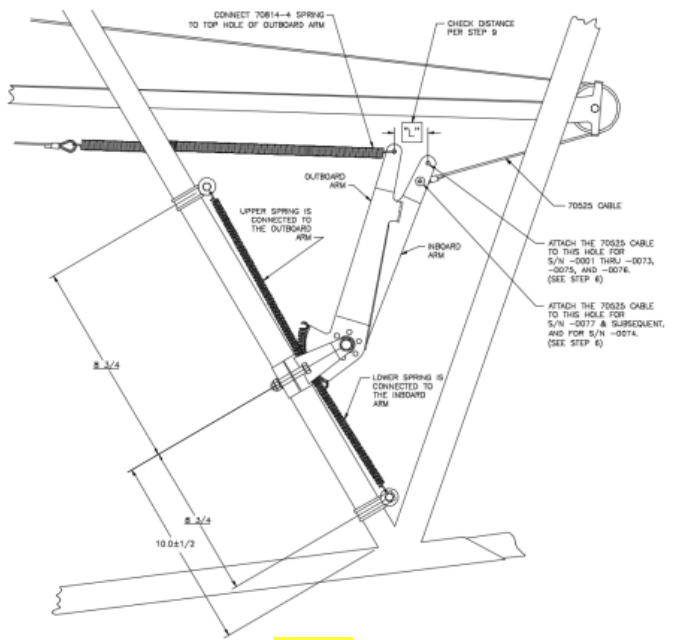 CONNECT 70814-4 SPRING
TO TOP HOLE OF OUTBOARD ARM
CHECK DISTANCE
PER STEP 9
"L"
OUTBOARD
ARM
70525 CABLE
UPPER SPRING IS
CONNECTED TO
THE OUTBOARD
ARM
INBOARD
ARM
ATTACH THE 70525 CABLE
TO THIS HOLE FOR
S/N -0001 THRU -0073,
-0075, AND -0076.
(SEE STEP 6)
ATTACH THE 70525 CABLE
TO THIS HOLE FOR
S/N -0077 & SUBSEQUENT,
AND FOR S/N -0074.
(SEE STEP 6)
8 3/4
LOWER SPRING IS
CONNECTED TO
THE INBOARD
ARM
8 3/4
10.0±1/2